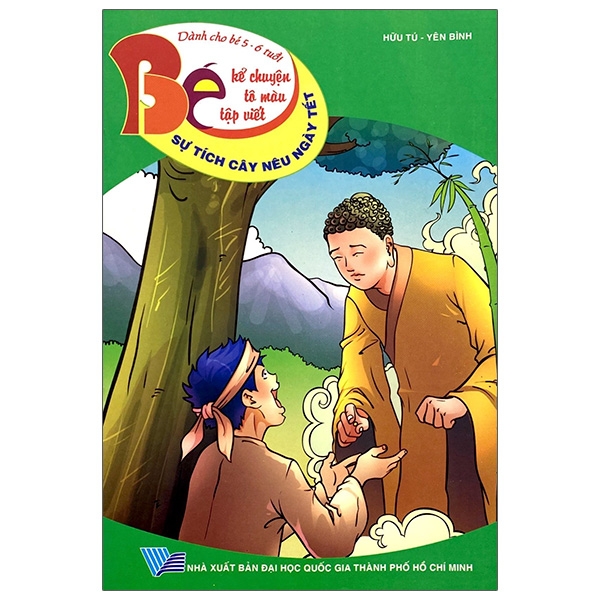 Dành cho bé 5 - 6 tuổi
HỮU TÚ - YÊN BÌNH
Bé
kể chuyện
tô màu
tập viết
SỰ TÍCH CÂY NÊU NGÀY TẾT
NHÀ XUẤT BẢN ĐẠI HỌC QUỐC GIA THÀNH PHỐ HỒ CHÍ MINH